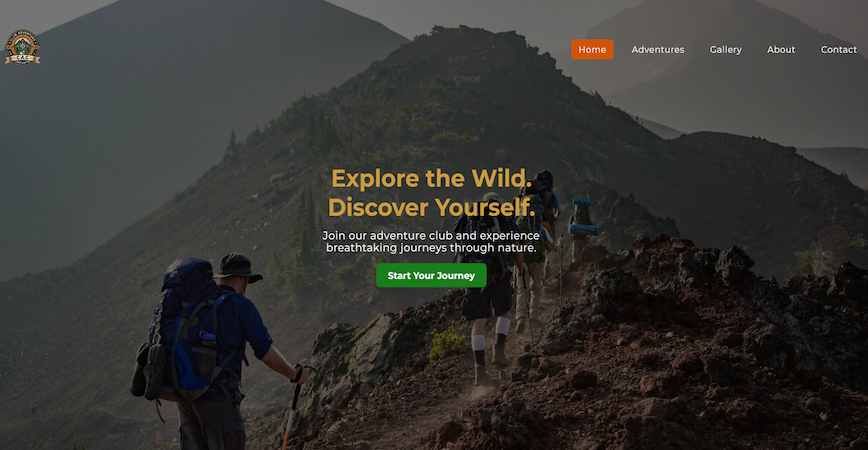 C.A.C
Home
Adventures
Gallery
About
Contact
Explore the Wild.
Discover Yourself.
Join our adventure club and experience
breathtaking journeys through nature.
Start Your Journey